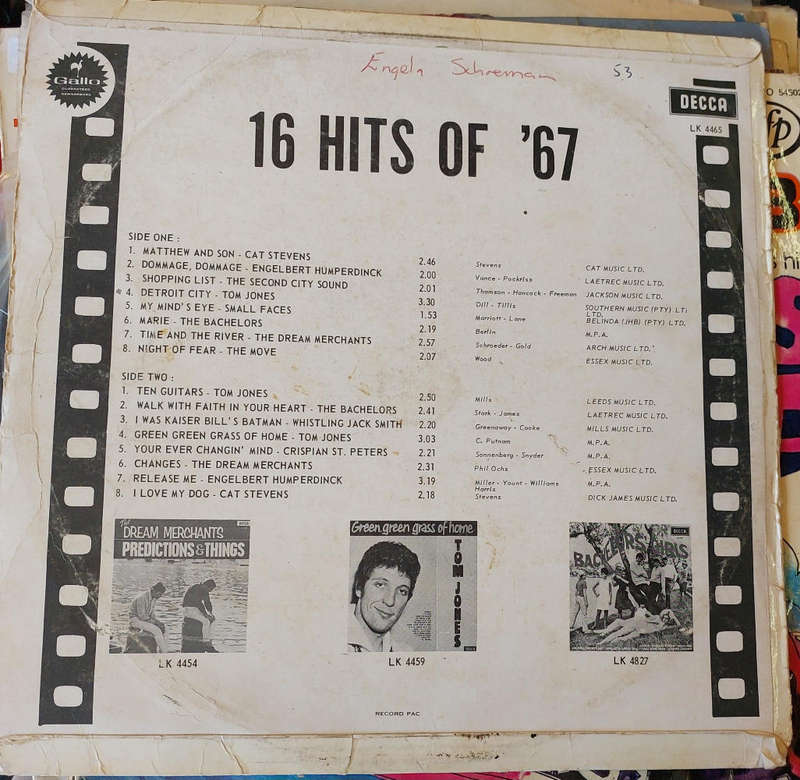 Gallo
GUARANTEED
Engela Schreman 53
DECCA
LK 4465
16 HITS OF '67
SIDE ONE :
1. MATTHEW AND SON - CAT STEVENS 2.46 Stevens CAT MUSIC LTD.
2. DOMMAGE, DOMMAGE - ENGELBERT HUMPERDINCK 2.00 Vance - Pockriss LAETREC MUSIC LTD.
3. SHOPPING LIST - THE SECOND CITY SOUND 2.01 Thomson - Hancock - Freeman JACKSON MUSIC LTD.
4. DETROIT CITY - TOM JONES 3.30 Dill - Tillis SOUTHERN MUSIC (PTY) LTD.
5. MY MIND'S EYE - SMALL FACES 1.53 Marriott - Lane BELINDA (JHB) (PTY) LTD.
6. MARIE - THE BACHELORS 2.19 Berlin M.P.A.
7. TIME AND THE RIVER - THE DREAM MERCHANTS 2.57 Schroeder - Gold ARCH MUSIC LTD.
8. NIGHT OF FEAR - THE MOVE 2.07 Wood ESSEX MUSIC LTD.
SIDE TWO :
1. TEN GUITARS - TOM JONES 2.50 Mills LEEDS MUSIC LTD.
2. WALK WITH FAITH IN YOUR HEART - THE BACHELORS 2.41 Stark - James LAETREC MUSIC LTD.
3. I WAS KAISER BILL'S BATMAN - WHISTLING JACK SMITH 2.20 Greenaway - Cooke MILLS MUSIC LTD.
4. GREEN GREEN GRASS OF HOME - TOM JONES 3.03 C. Putnam M.P.A.
5. YOUR EVER CHANGIN' MIND - CRISPIAN ST. PETERS 2.21 Sonnenberg - Snyder M.P.A.
6. CHANGES - THE DREAM MERCHANTS 2.31 Phil Ochs ESSEX MUSIC LTD.
7. RELEASE ME - ENGELBERT HUMPERDINCK 3.19 Miller - Yount - Williams Harris M.P.A.
8. I LOVE MY DOG - CAT STEVENS 2.18 Stevens DICK JAMES MUSIC LTD.
The DREAM MERCHANTS
PREDICTIONS & THINGS
LK 4454
Green green grass of home
TOM JONES
LK 4459
DECCA
BACHELORS GIRLS
LK 4827
RECORD PAC